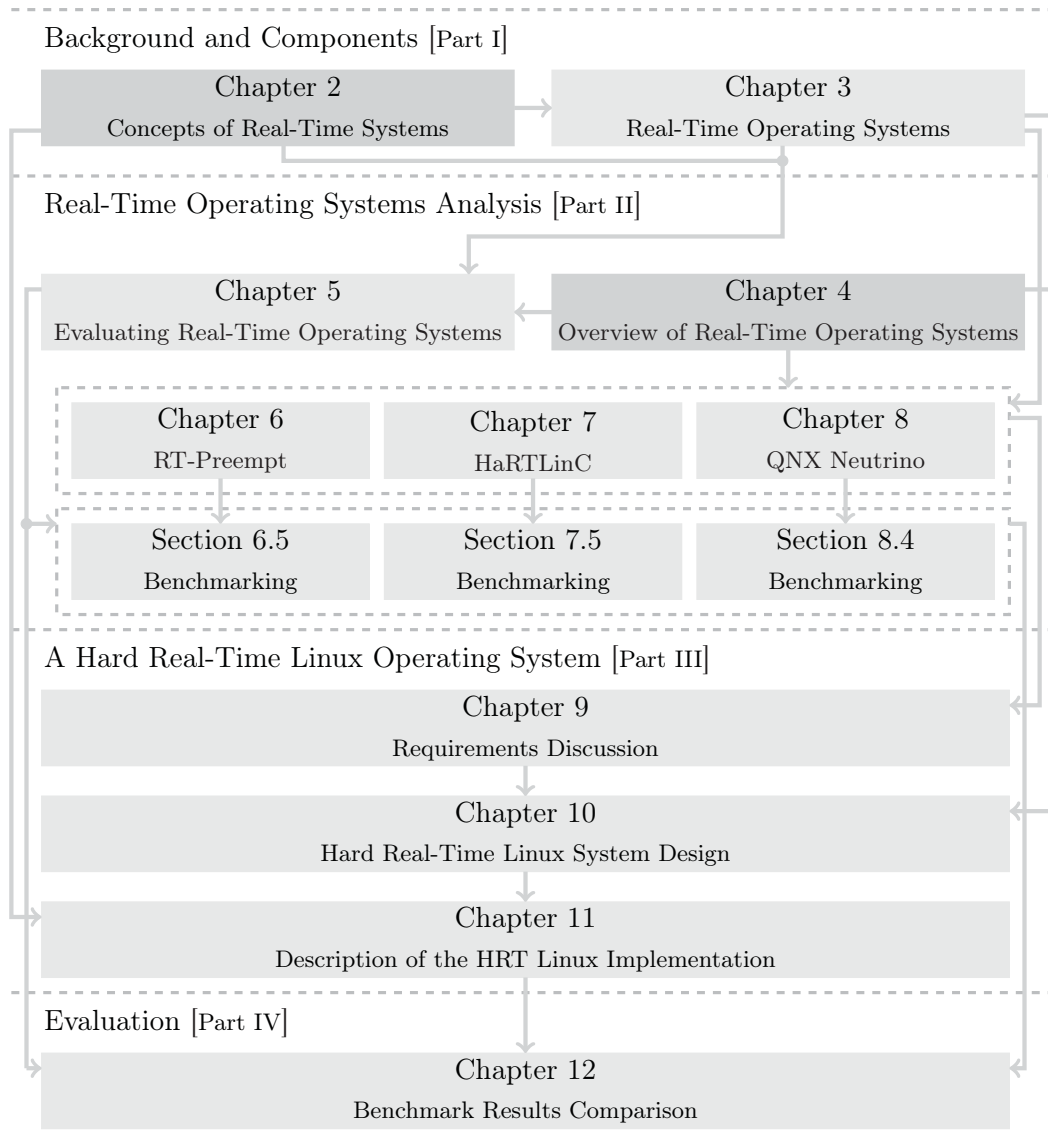 Background and Components [Part I]
Chapter 2
Concepts of Real-Time Systems
Chapter 3
Real-Time Operating Systems
Real-Time Operating Systems Analysis [Part II]
Chapter 5
Evaluating Real-Time Operating Systems
Chapter 4
Overview of Real-Time Operating Systems
Chapter 6
RT-Preempt
Chapter 7
HaRTLinC
Chapter 8
QNX Neutrino
Section 6.5
Benchmarking
Section 7.5
Benchmarking
Section 8.4
Benchmarking
A Hard Real-Time Linux Operating System [Part III]
Chapter 9
Requirements Discussion
Chapter 10
Hard Real-Time Linux System Design
Chapter 11
Description of the HRT Linux Implementation
Evaluation [Part IV]
Chapter 12
Benchmark Results Comparison